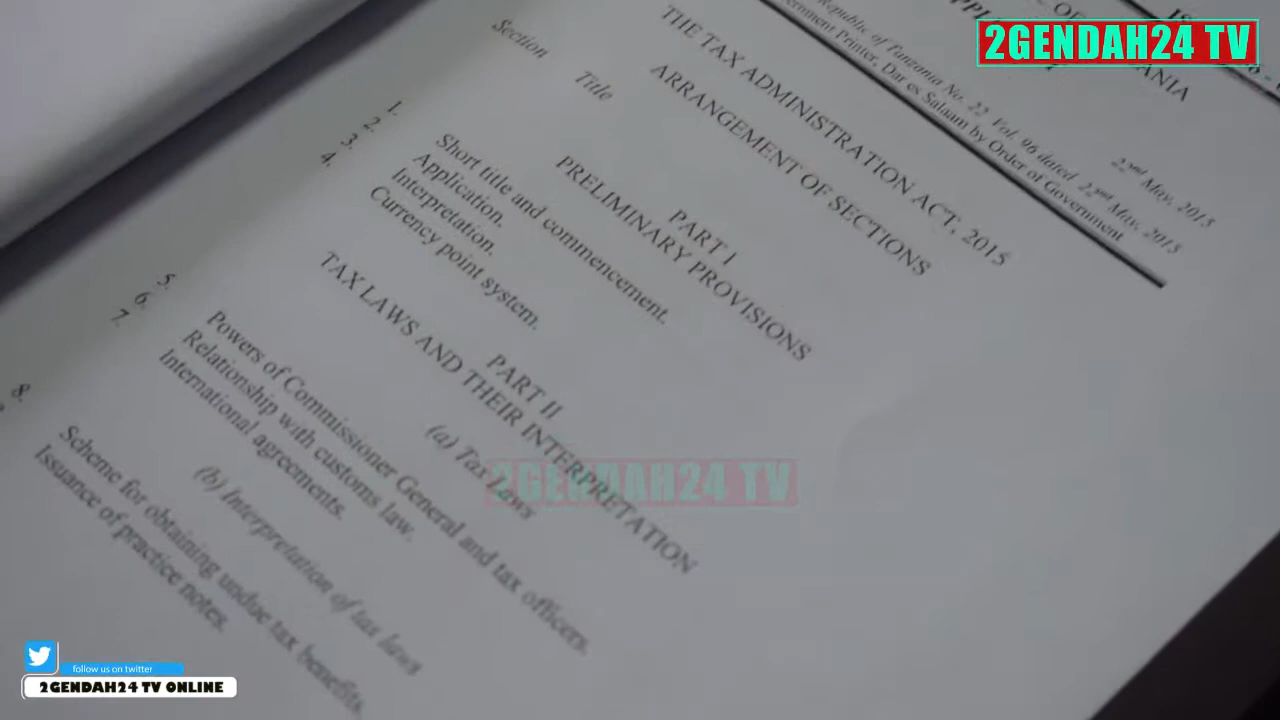 2GENDAH24 TV
OF
ANIA
22nd May, 2015
Republic of Tanzania No. 22 Vol. 96 dated 22nd May, 2015
Printer, Dar es Salaam by Order of Government
THE TAX ADMINISTRATION ACT, 2015
ARRANGEMENT OF SECTIONS
Section Title
PART I
PRELIMINARY PROVISIONS
1. Short title and commencement.
2. Application.
3. Interpretation.
4. Currency point system.
PART II
TAX LAWS AND THEIR INTERPRETATION
(a) Tax Laws
5. Powers of Commissioner General and tax officers.
6. Relationship with customs law.
7. International agreements.
(b) Interpretation of tax laws
8. Scheme for obtaining undue tax benefits.
Issuance of practice notes.
2GENDAH24 TV
follow us on twitter
2GENDAH24 TV ONLINE